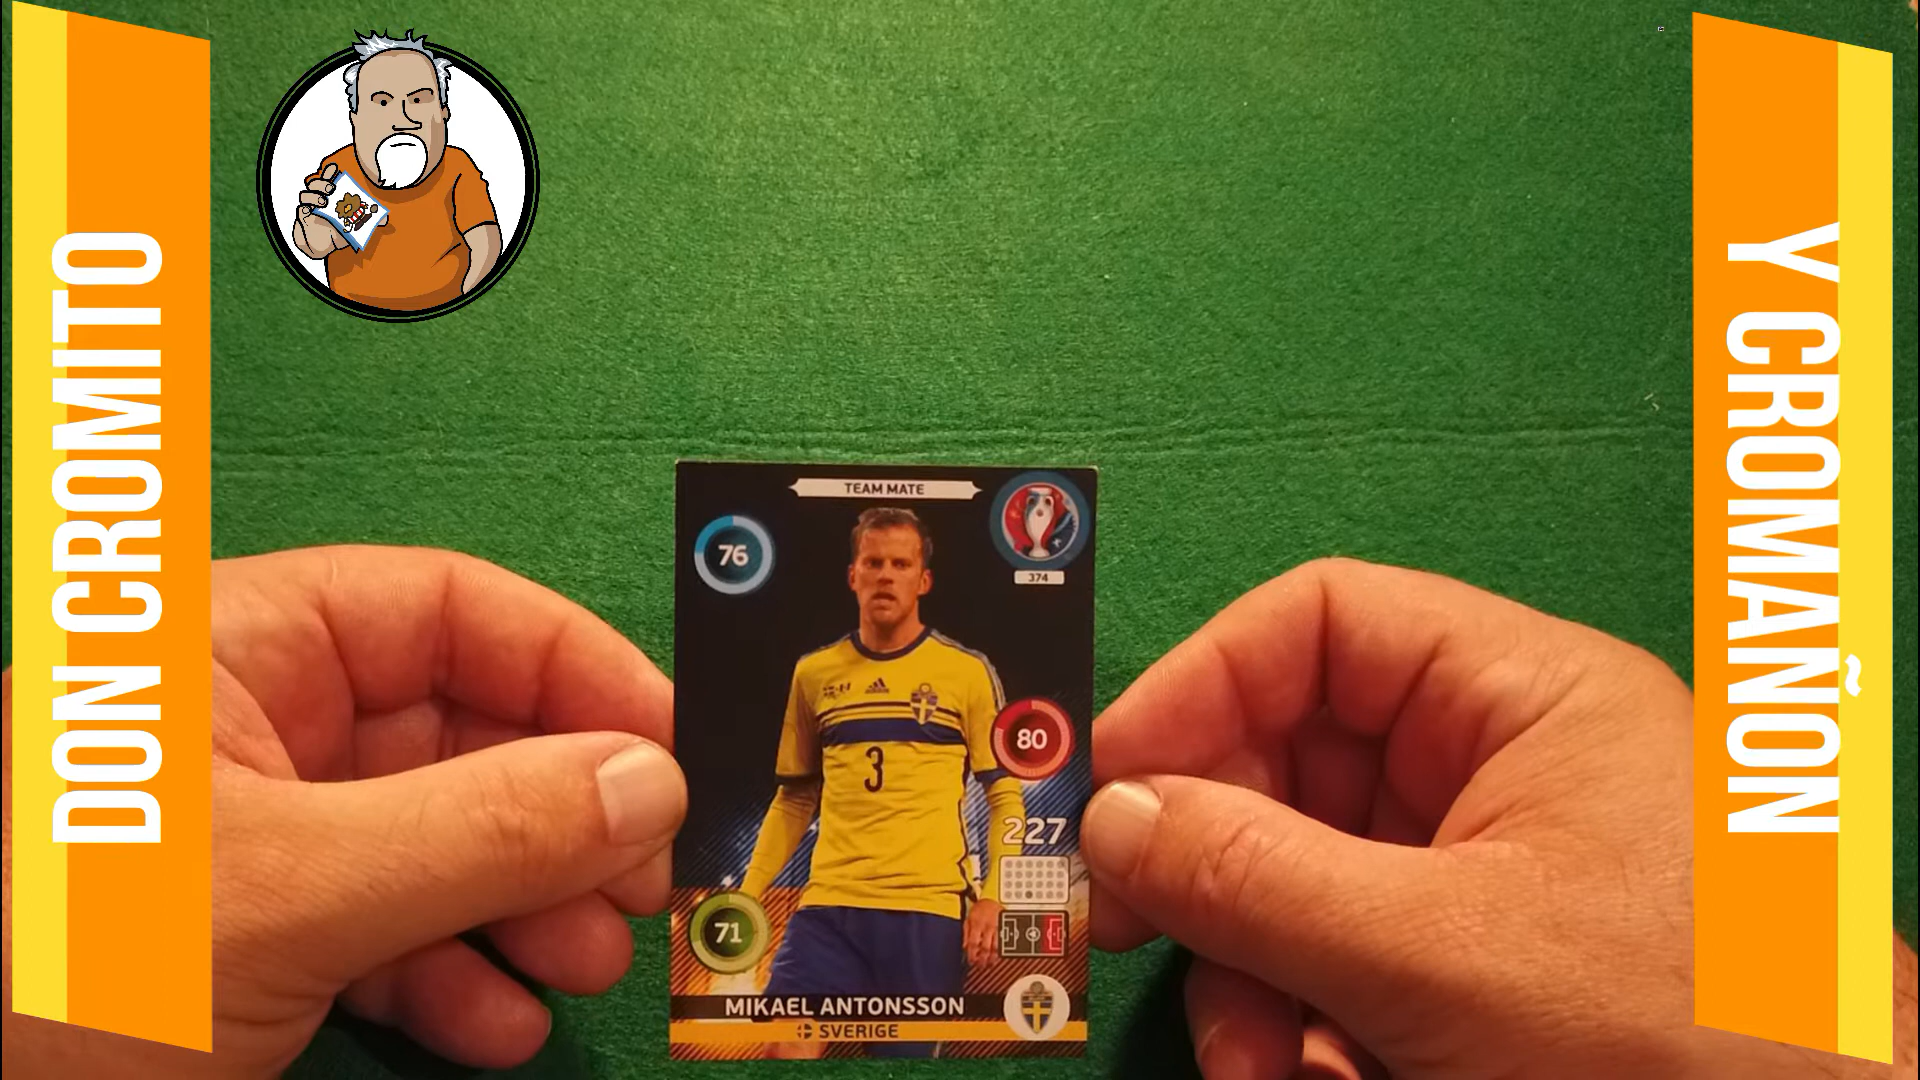 DON CROMITO
Y CROMAÑON
TEAM MATE
76
374
3
80
227
71
MIKAEL ANTONSSON
SVERIGE